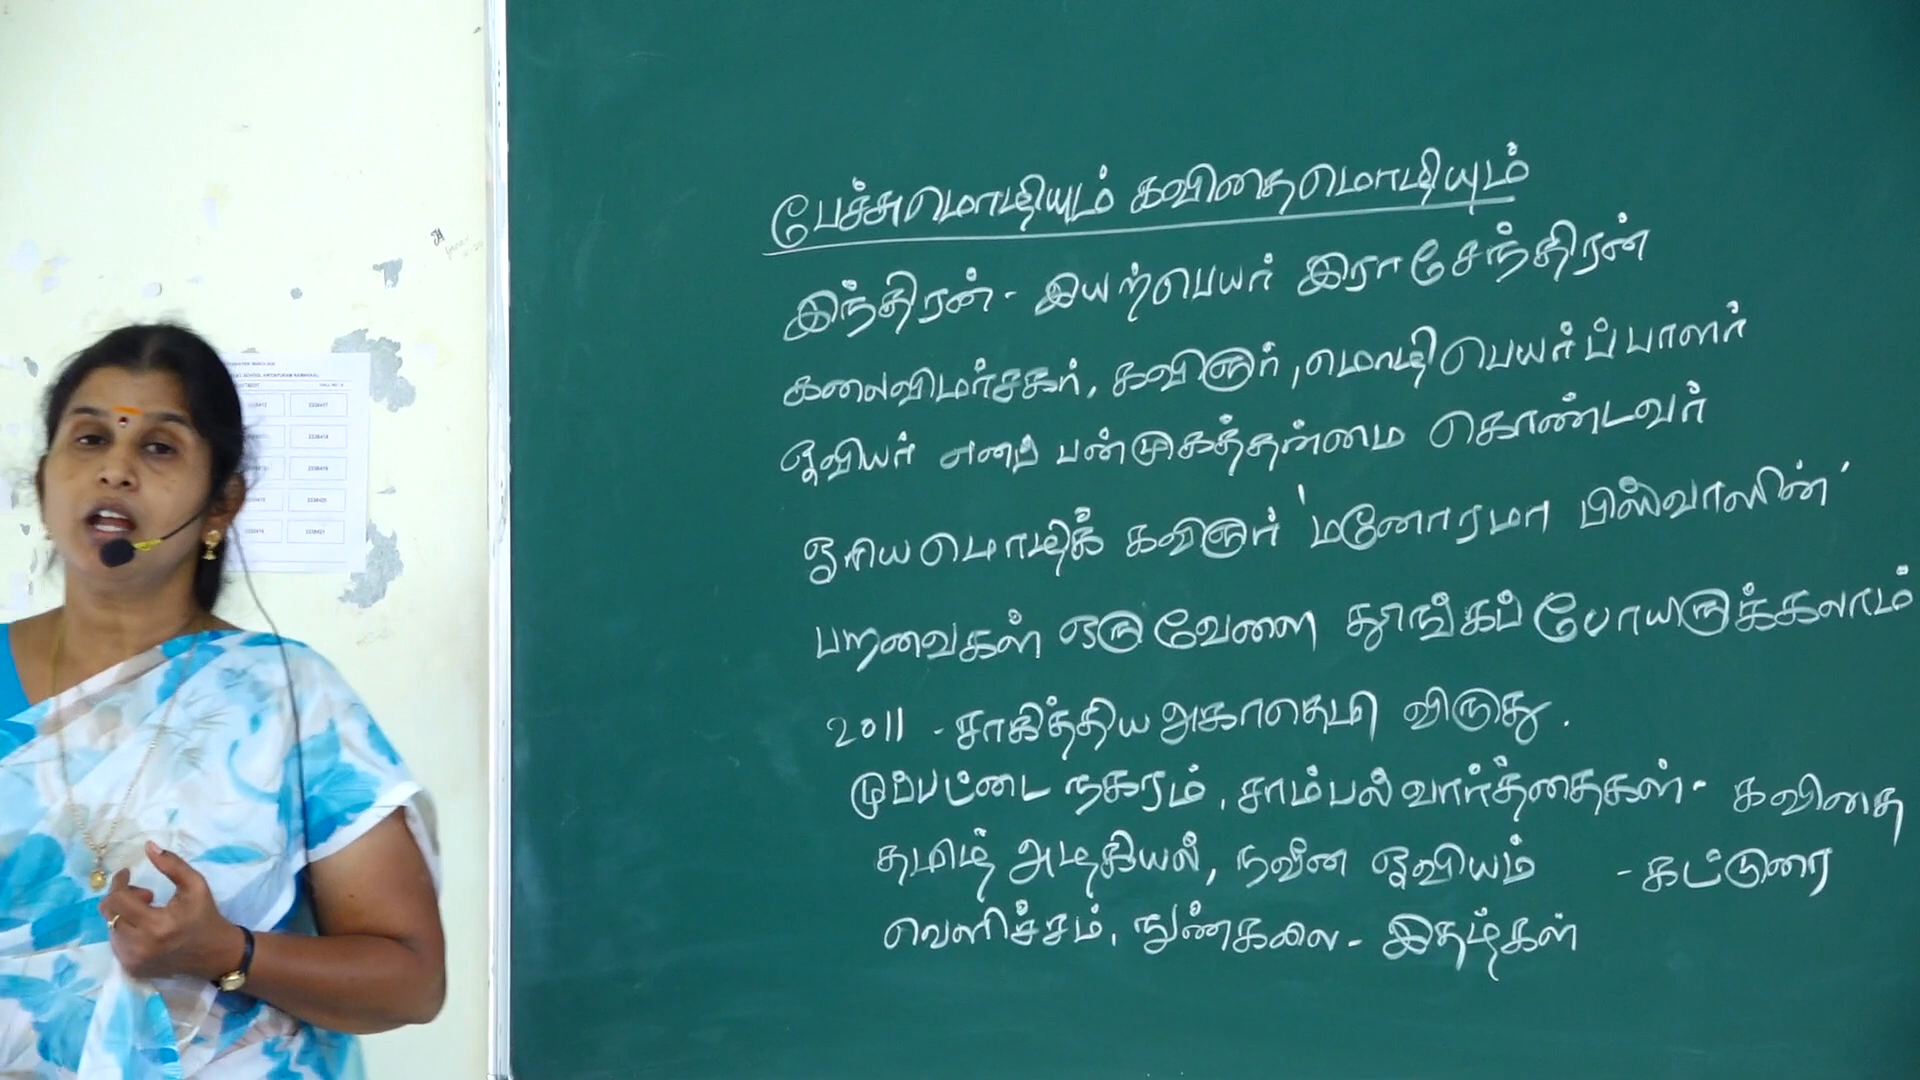 பேச்சுமொழியும் கவிதைமொழியும்
இந்திரன் - இயற்பெயர் இராசேந்திரன்
கலைவிமர்சகர், கவிஞர், மொழிபெயர்ப்பாளர்
ஓவியர் எனப் பன்முகத்தன்மை கொண்டவர்
ஒரிய மொழிக் கவிஞர் 'மனோரமா பிஸ்வாஸின்'
பறவைகள் ஒருவேளை தூங்கப் போயிருக்கலாம்
2011 - சாகித்திய அகாதெமி விருது.
முப்பட்டை நகரம், சாம்பல் வார்த்தைகள் - கவிதை
தமிழ் அழகியல், நவீன ஓவியம் - கட்டுரை
வெளிச்சம், நுண்கலை - இதழ்கள்